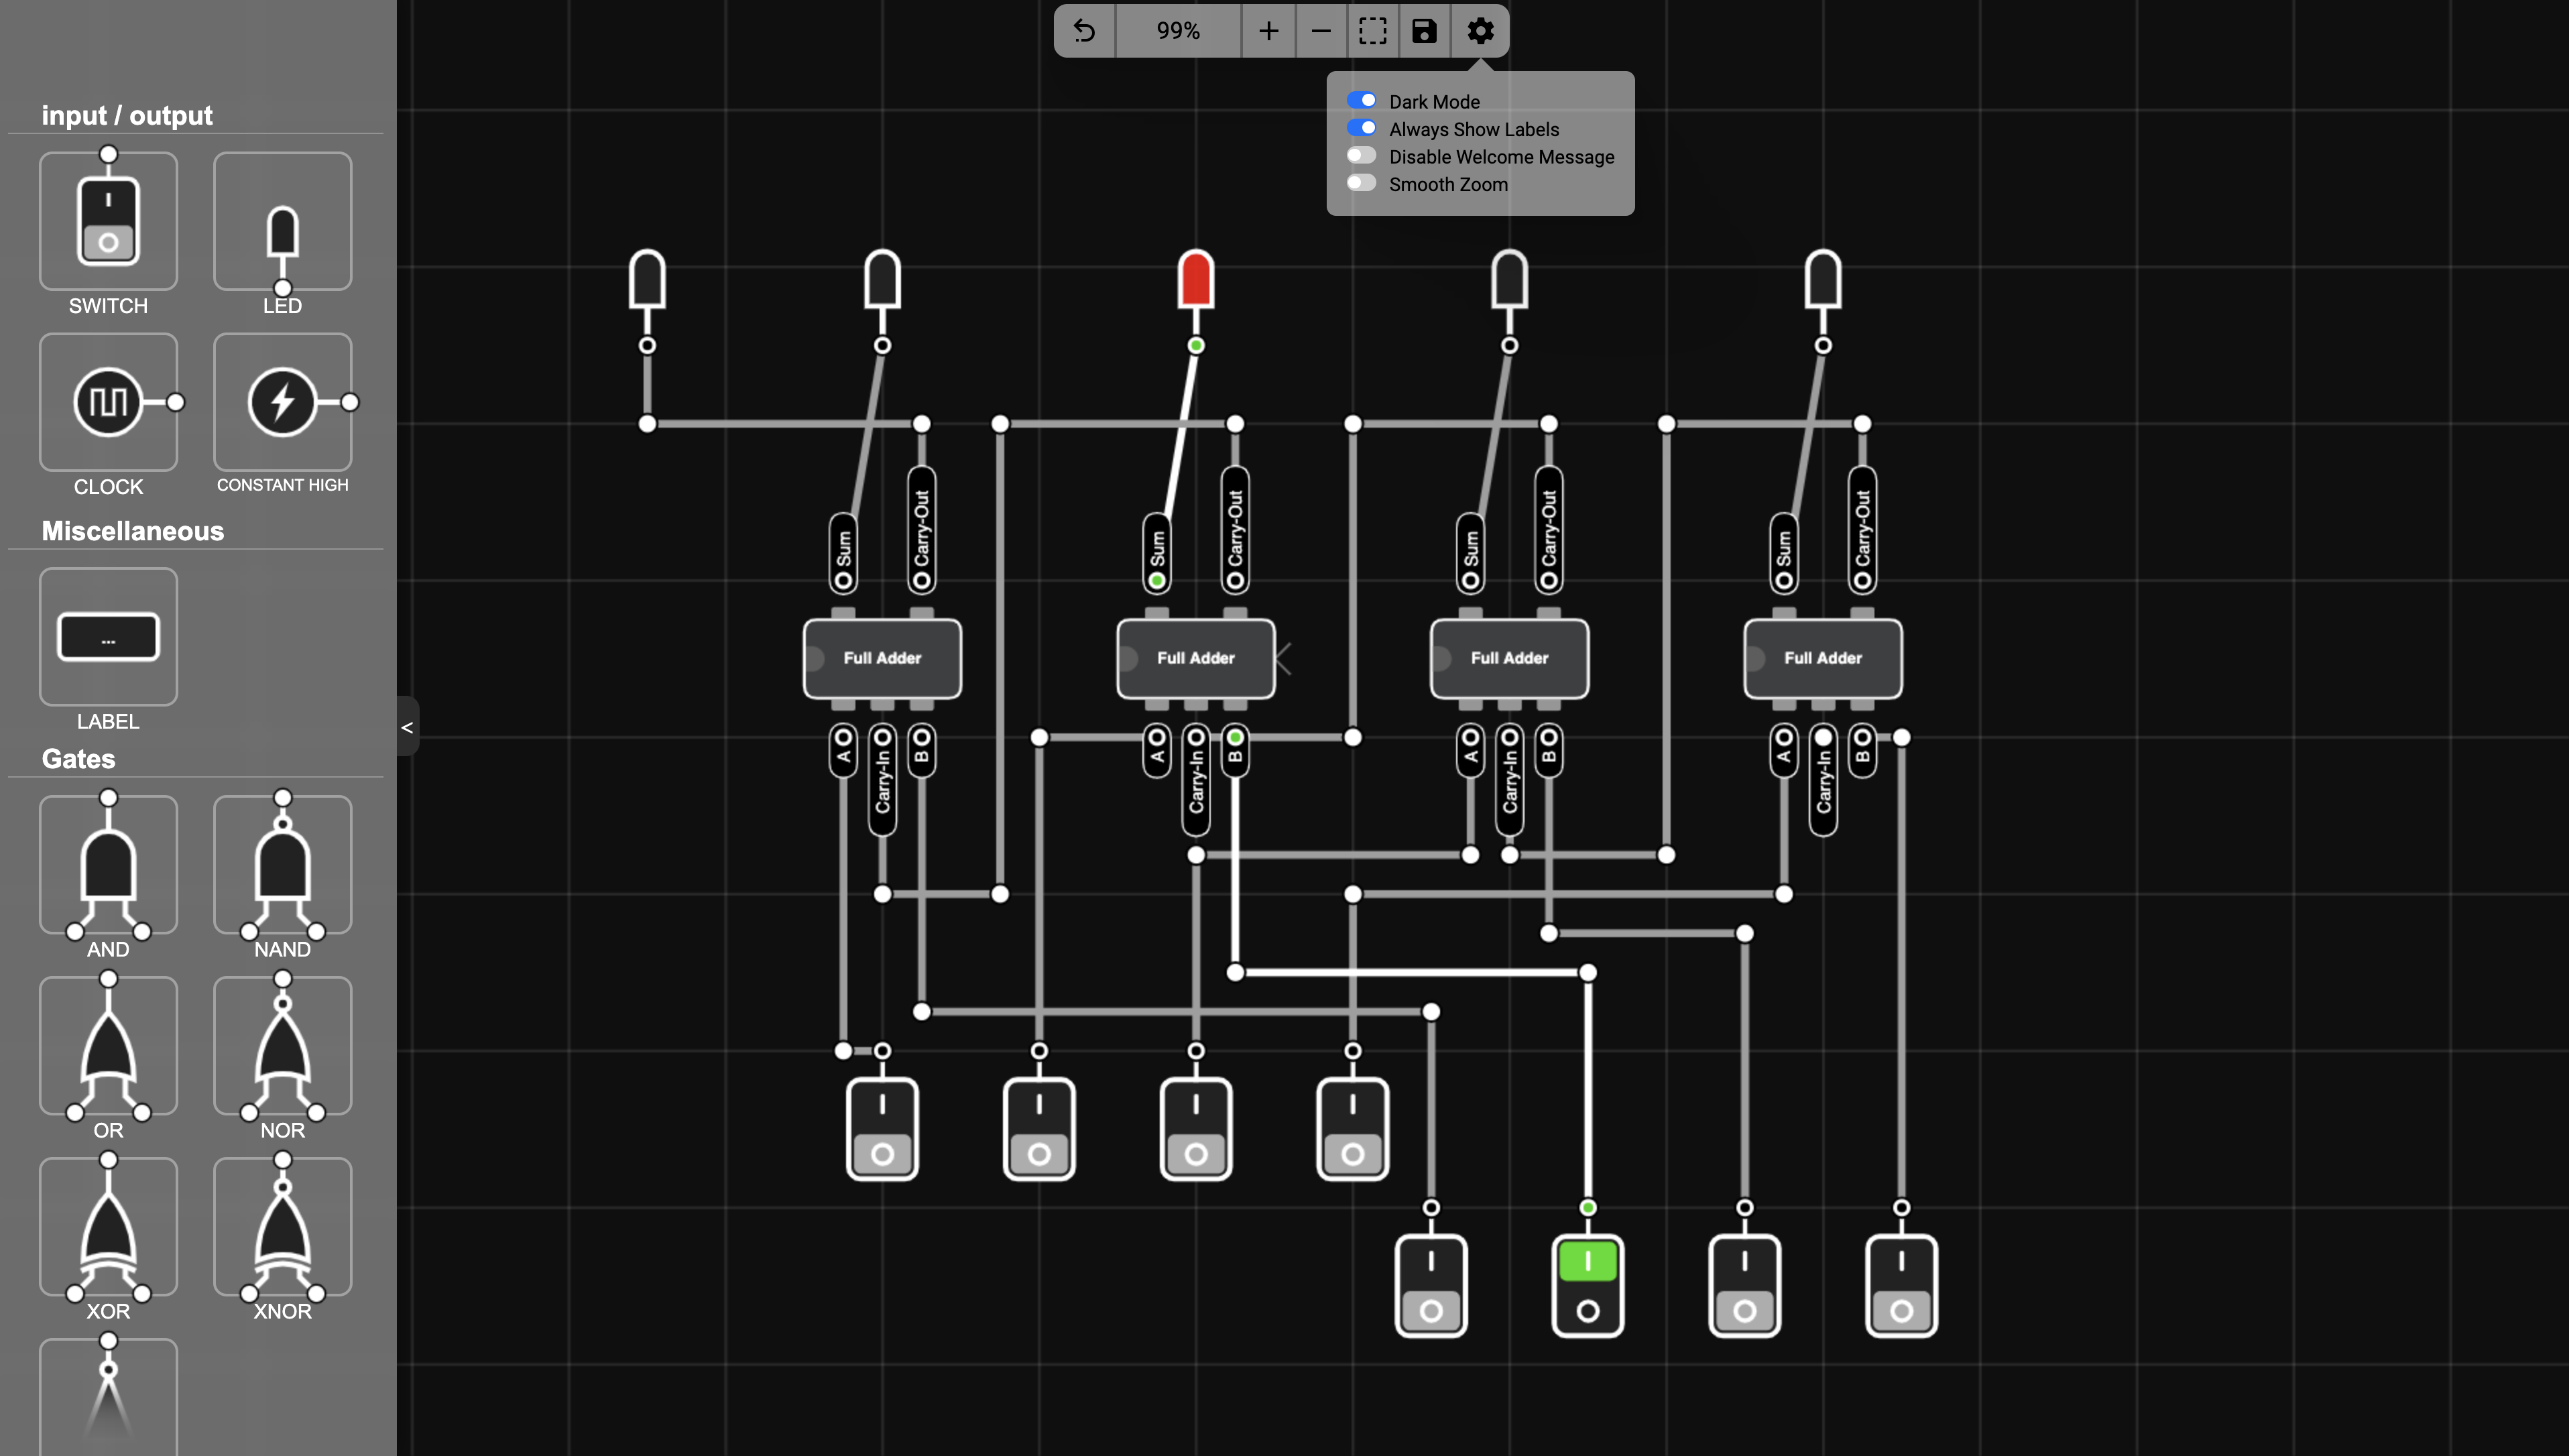 99%
+
−
Dark Mode
Always Show Labels
Disable Welcome Message
Smooth Zoom
input / output
SWITCH
LED
CLOCK
CONSTANT HIGH
Miscellaneous
...
LABEL
Gates
AND
NAND
OR
NOR
XOR
XNOR
<
Sum
Carry-Out
Sum
Carry-Out
Sum
Carry-Out
Sum
Carry-Out
Full Adder
Full Adder
Full Adder
Full Adder
A
Carry-In
B
A
Carry-In
B
A
Carry-In
B
A
Carry-In
B